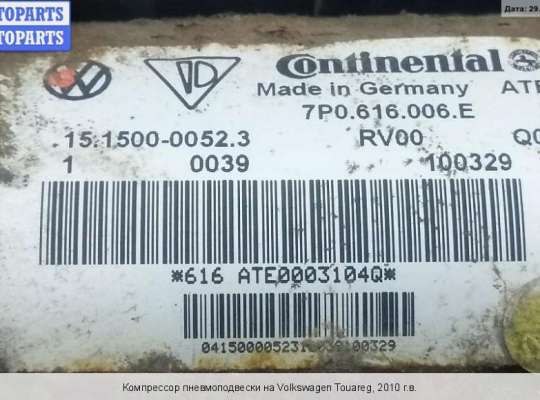 TOPARTS
TOPARTS
Дата: 29.
Continental
Made in Germany ATE
7P0.616.006.E
15.1500-0052.3 RV00 Q0
1 0039 100329
*616 ATE0003104Q*
Компрессор пневмоподвески на Volkswagen Touareg, 2010 г.в.